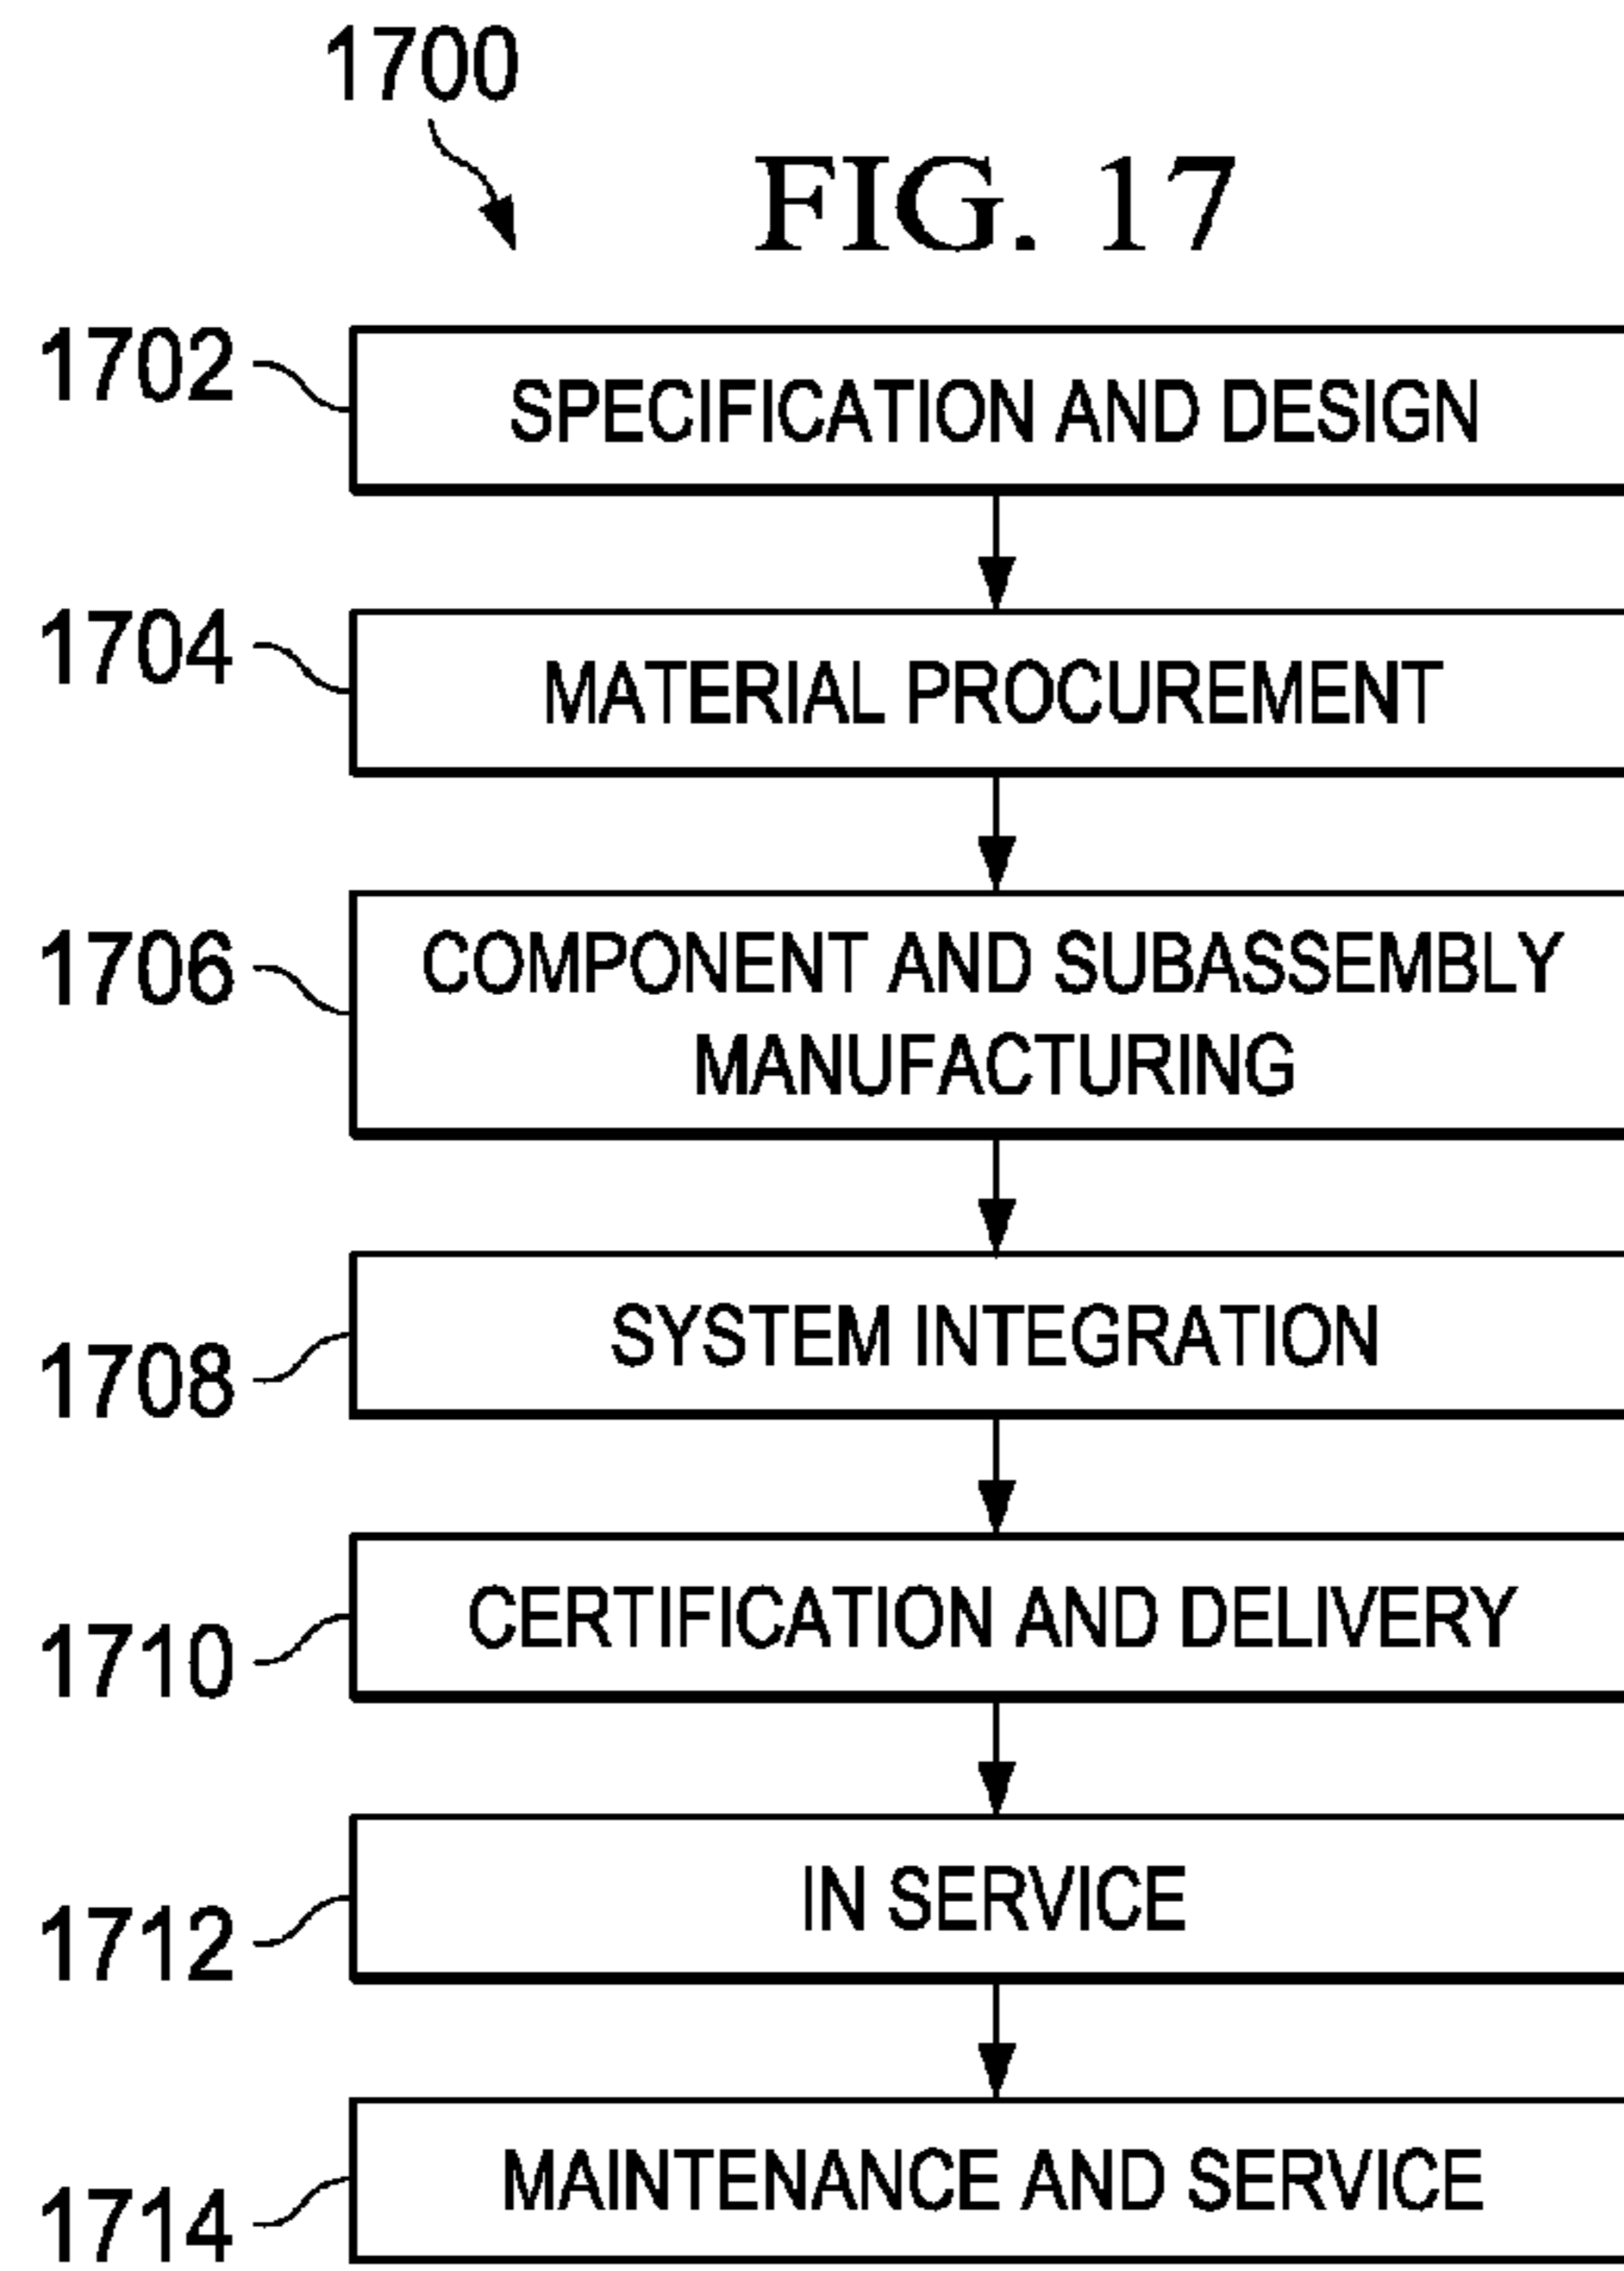 1700
FIG. 17
1702
SPECIFICATION AND DESIGN
1704
MATERIAL PROCUREMENT
1706
COMPONENT AND SUBASSEMBLY
MANUFACTURING
1708
SYSTEM INTEGRATION
1710
CERTIFICATION AND DELIVERY
1712
IN SERVICE
1714
MAINTENANCE AND SERVICE